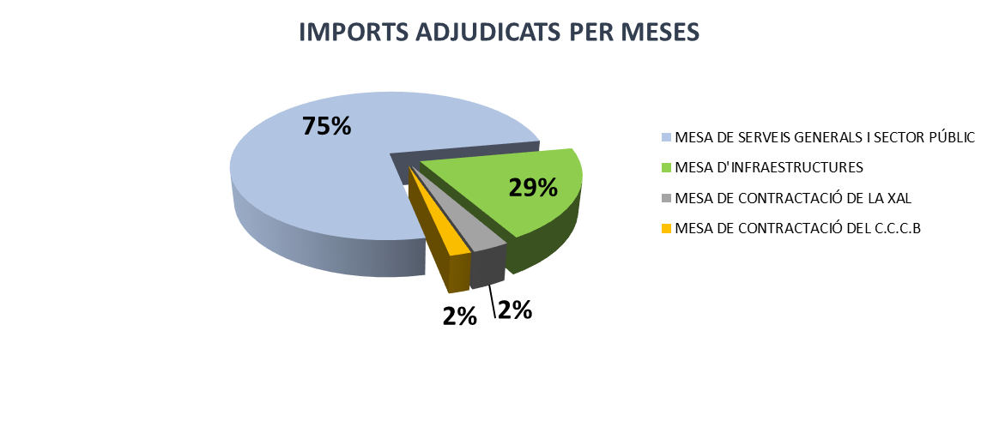 IMPORTS ADJUDICATS PER MESES
75%
29%
2%
2%
MESA DE SERVEIS GENERALS I SECTOR PÚBLIC
MESA D'INFRAESTRUCTURES
MESA DE CONTRACTACIÓ DE LA XAL
MESA DE CONTRACTACIÓ DEL C.C.C.B